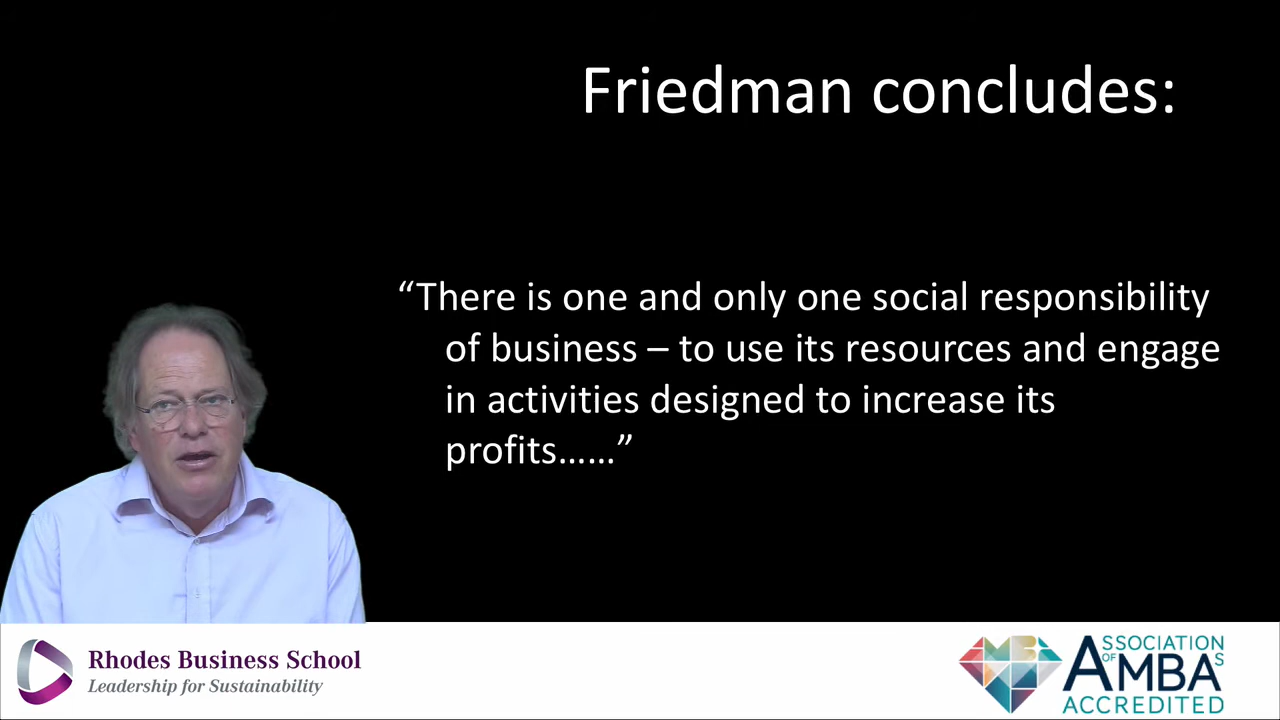 Friedman concludes:
“There is one and only one social responsibility
of business – to use its resources and engage
in activities designed to increase its
profits……”
Rhodes Business School
Leadership for Sustainability
ASSOCIATION
OF MBAs
ACCREDITED